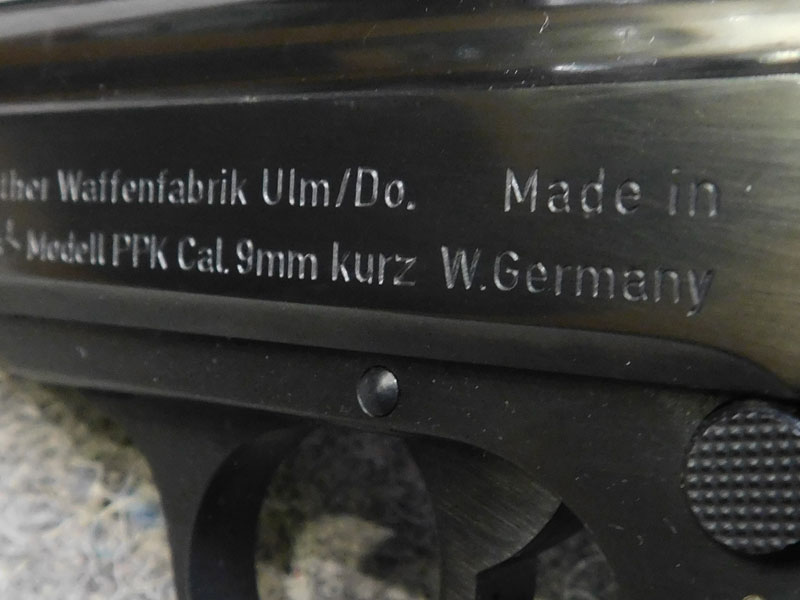 ther Waffenfabrik Ulm/Do. Made in
Modell PPK Cal. 9mm kurz W.Germany